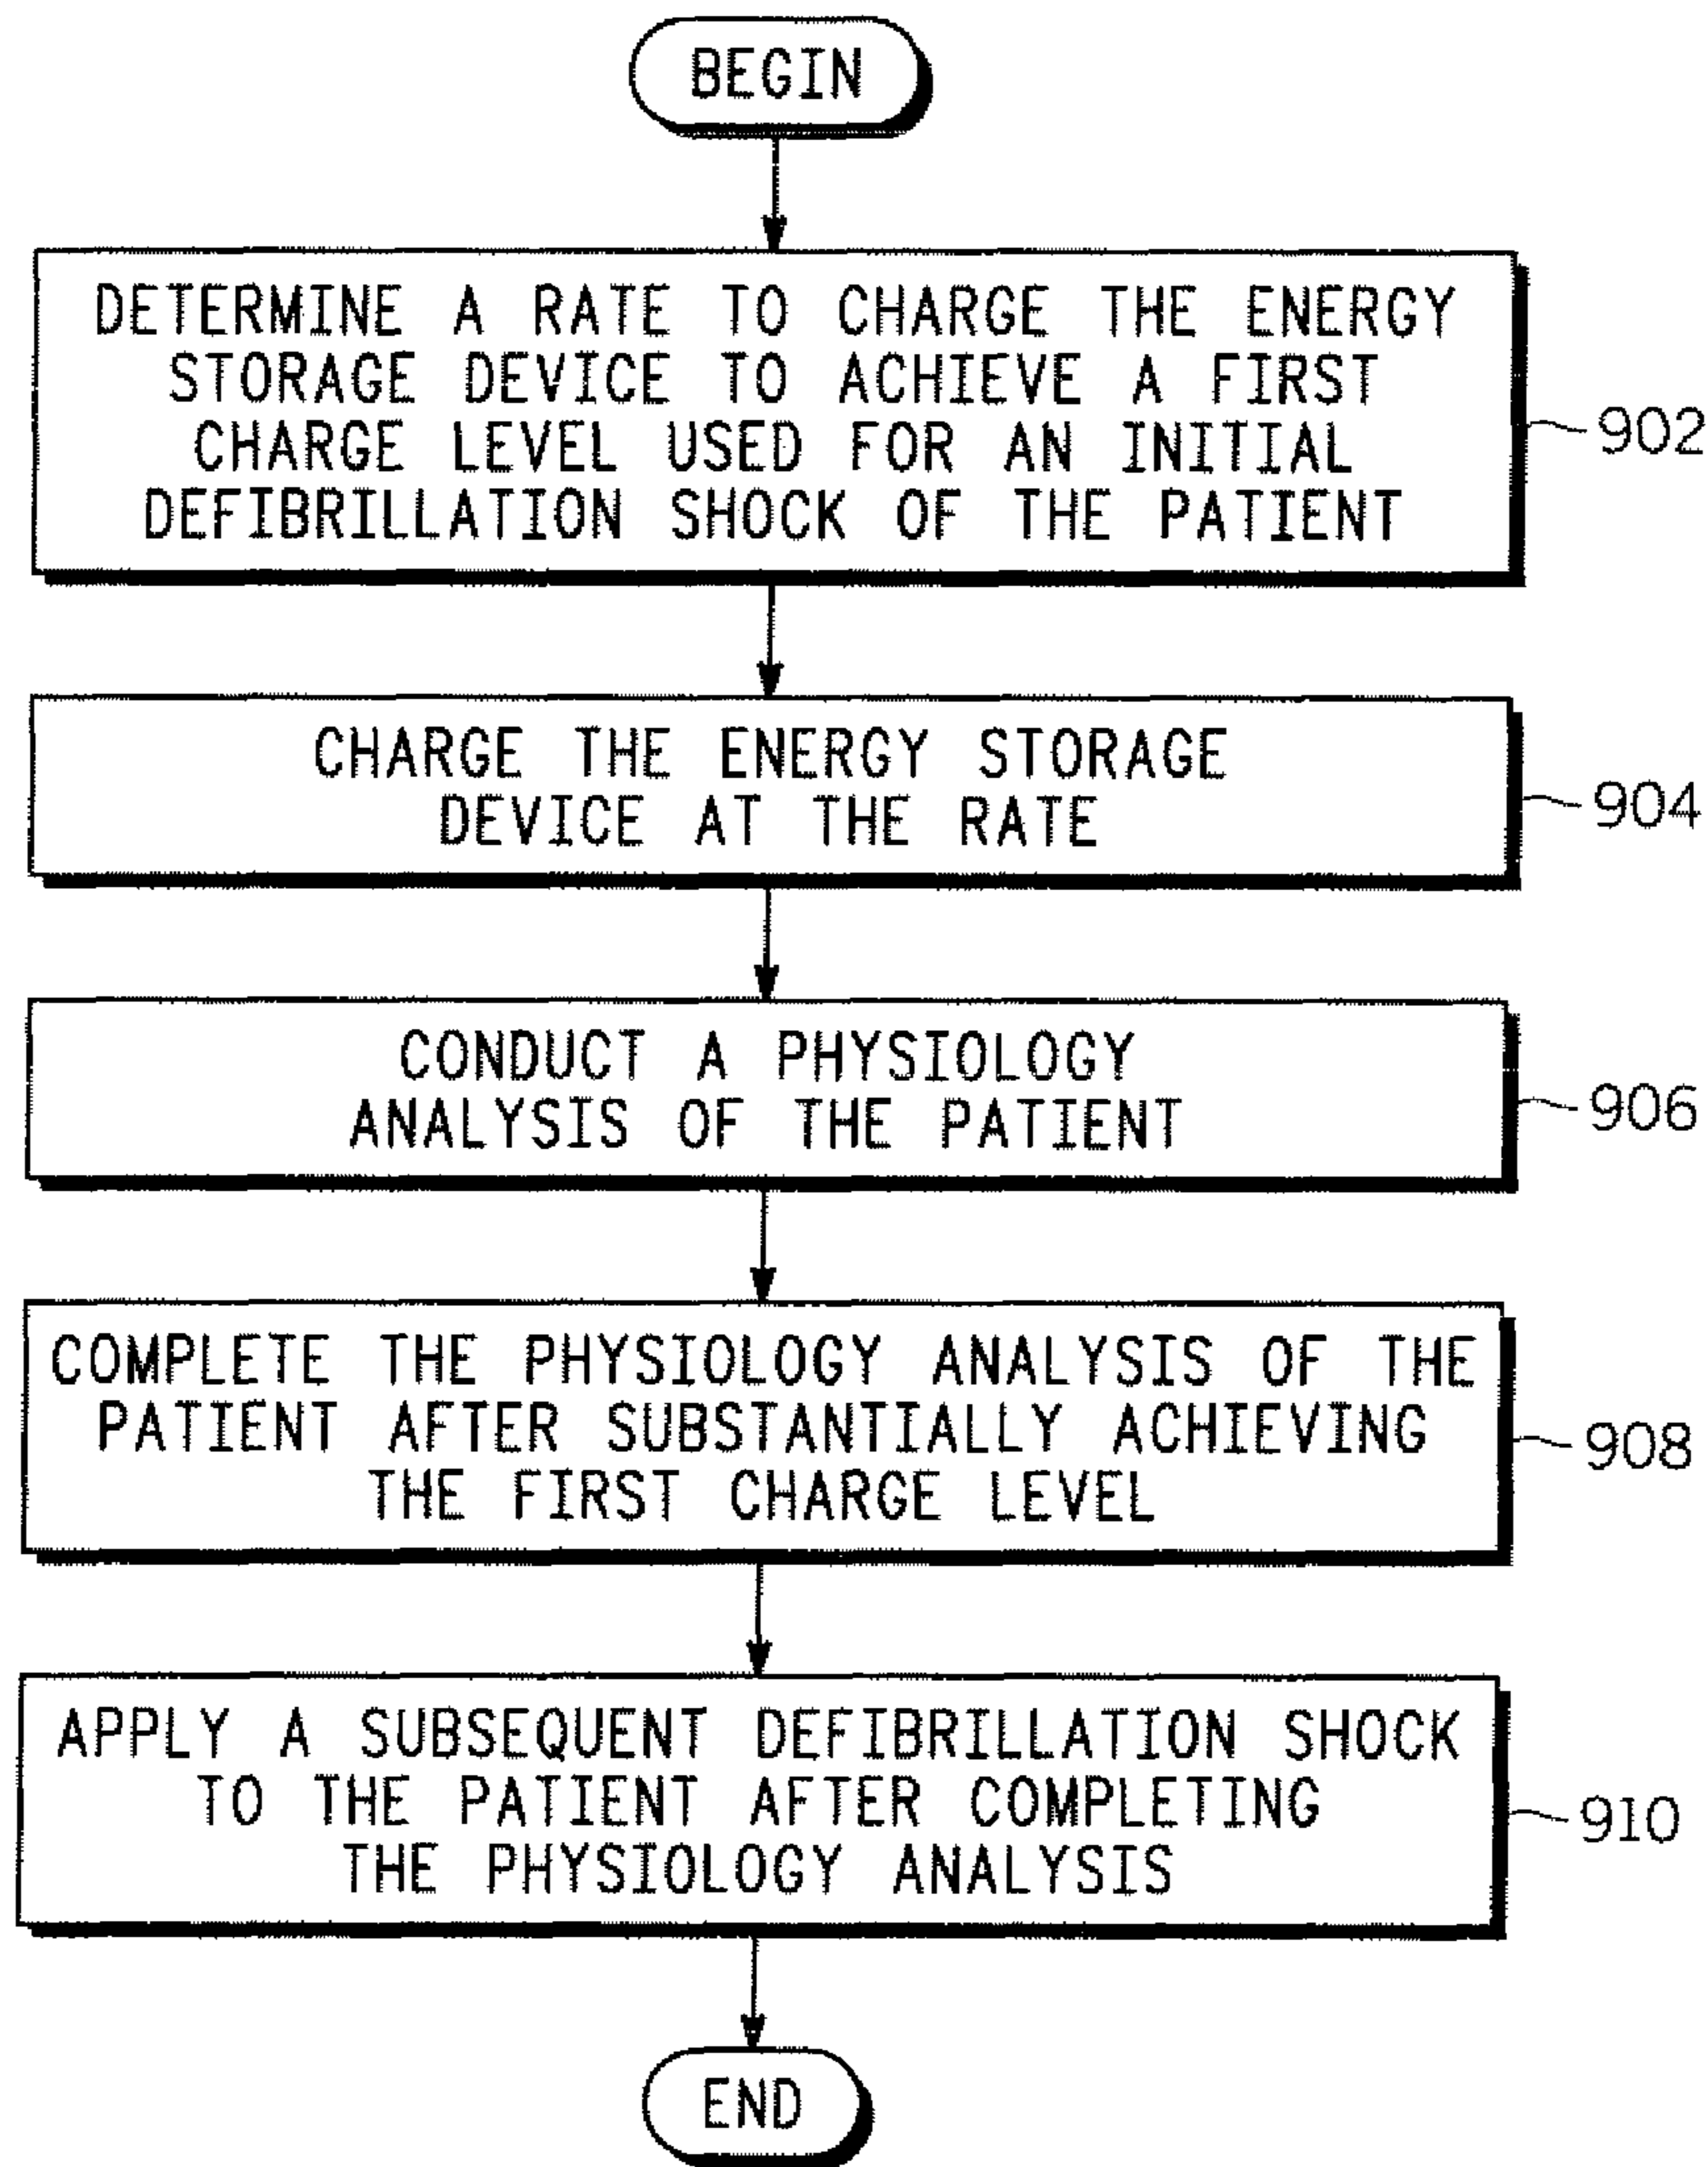 BEGIN
DETERMINE A RATE TO CHARGE THE ENERGY
STORAGE DEVICE TO ACHIEVE A FIRST
CHARGE LEVEL USED FOR AN INITIAL
DEFIBRILLATION SHOCK OF THE PATIENT
902
CHARGE THE ENERGY STORAGE
DEVICE AT THE RATE
904
CONDUCT A PHYSIOLOGY
ANALYSIS OF THE PATIENT
906
COMPLETE THE PHYSIOLOGY ANALYSIS OF THE
PATIENT AFTER SUBSTANTIALLY ACHIEVING
THE FIRST CHARGE LEVEL
908
APPLY A SUBSEQUENT DEFIBRILLATION SHOCK
TO THE PATIENT AFTER COMPLETING
THE PHYSIOLOGY ANALYSIS
910
END